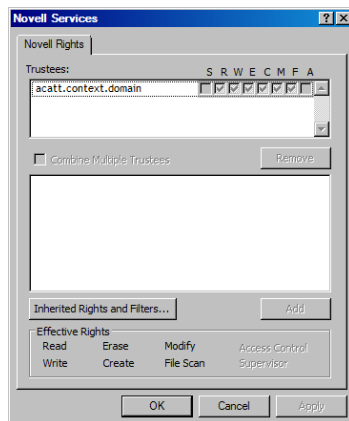 Novell Services
Novell Rights
Trustees: S R W E C M F A
acatt.context.domain
Combine Multiple Trustees Remove
Inherited Rights and Filters... Add
Effective Rights
Read Erase Modify Access Control
Write Create File Scan Supervisor
OK Cancel Apply